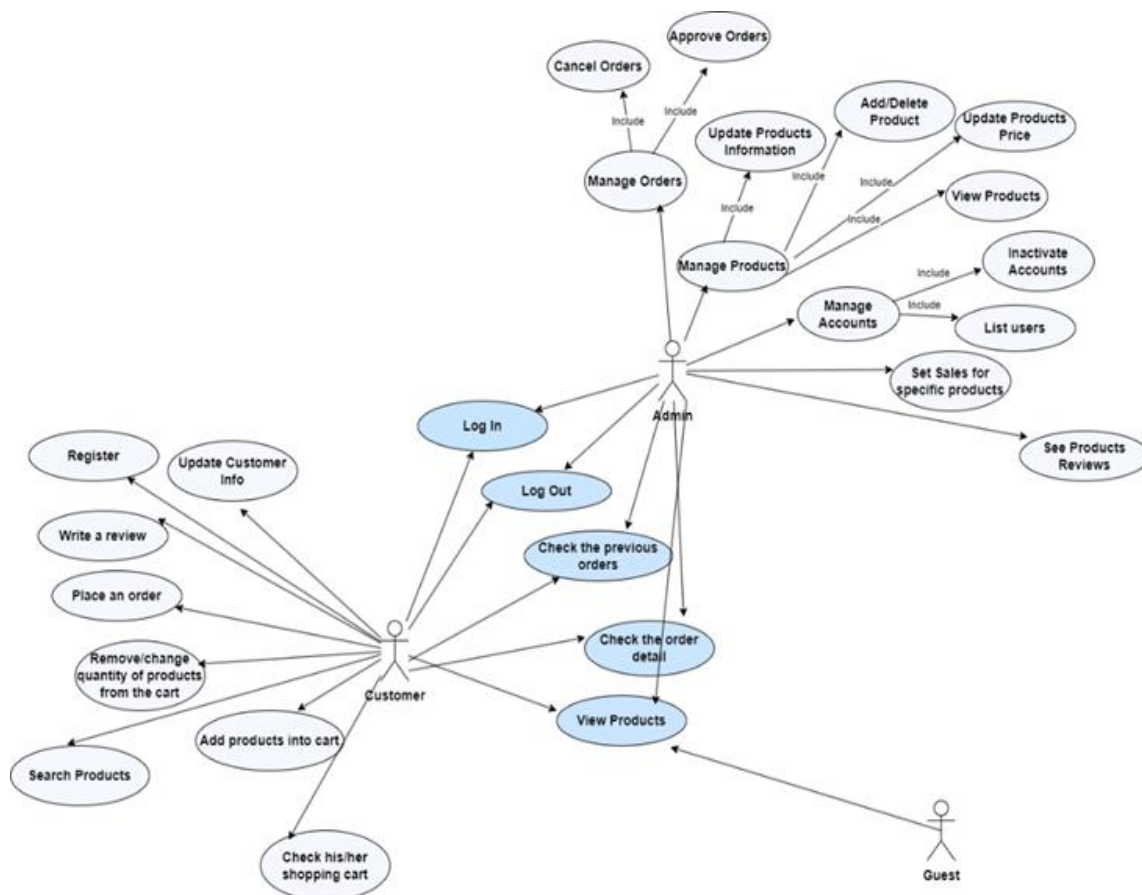 Approve Orders
Cancel Orders
Include
Include
Add/Delete
Product
Update Products
Price
Update Products
Information
Manage Orders
Include
Include
Include
Include
View Products
Manage Products
Inactivate
Accounts
Include
Manage
Accounts
Include
List users
Set Sales for
specific products
Admin
Log In
See Products
Reviews
Register
Update Customer
Info
Log Out
Write a review
Check the previous
orders
Place an order
Check the order
detail
Remove/change
quantity of products
from the cart
Customer
View Products
Add products into cart
Search Products
Check his/her
shopping cart
Guest